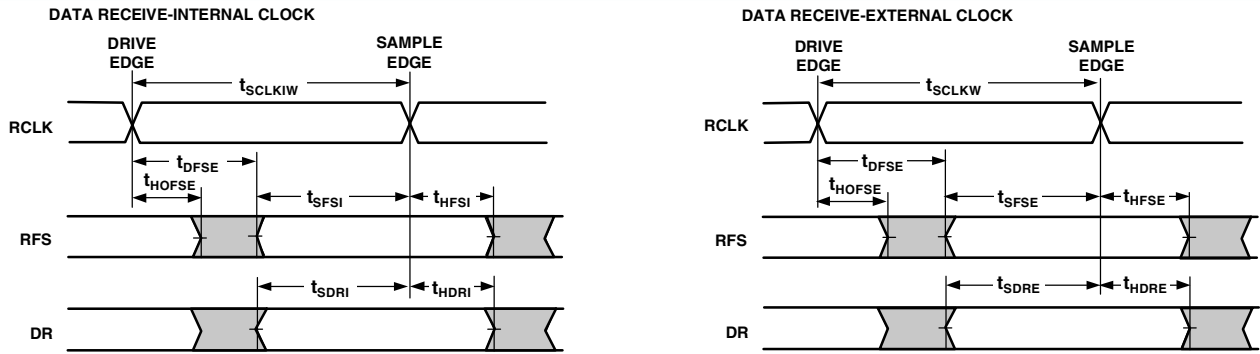 DATA RECEIVE-INTERNAL CLOCK
DRIVE
EDGE
SAMPLE
EDGE
tSCLKIW
RCLK
tDFSE
tHOFSE
tSFSI
tHFSI
RFS
tSDRI
tHDRI
DR
DATA RECEIVE-EXTERNAL CLOCK
DRIVE
EDGE
SAMPLE
EDGE
tSCLKW
RCLK
tDFSE
tHOFSE
tSFSE
tHFSE
RFS
tSDRE
tHDRE
DR